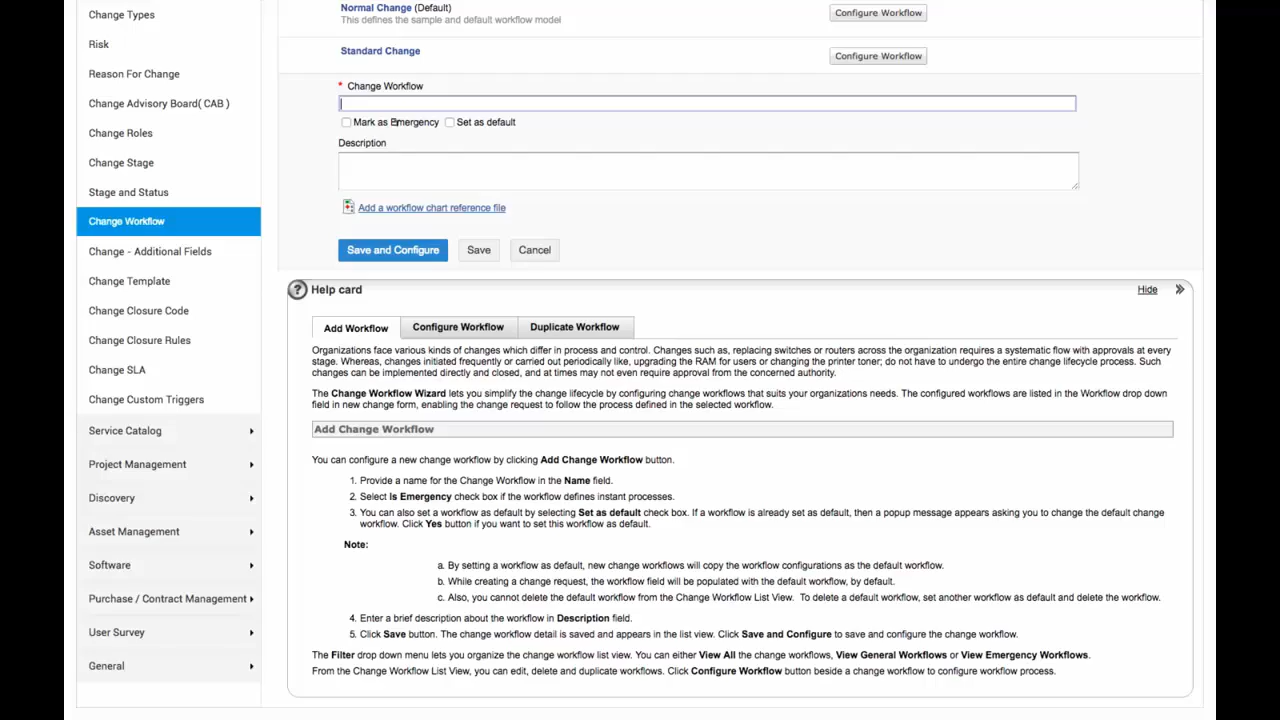 Change Types
Risk
Reason For Change
Change Advisory Board( CAB )
Change Roles
Change Stage
Stage and Status
Change Workflow
Change - Additional Fields
Change Template
Change Closure Code
Change Closure Rules
Change SLA
Change Custom Triggers
Service Catalog
Project Management
Discovery
Asset Management
Software
Purchase / Contract Management
User Survey
General
Normal Change (Default)
This defines the sample and default workflow model
Configure Workflow
Standard Change
Configure Workflow
* Change Workflow
Mark as Emergency Set as default
Description
Add a workflow chart reference file
Save and Configure Save Cancel
? Help card
Hide »
Add Workflow Configure Workflow Duplicate Workflow
Organizations face various kinds of changes which differ in process and control. Changes such as, replacing switches or routers across the organization requires a systematic flow with approvals at every
stage. Whereas, changes initiated frequently or carried out periodically like, upgrading the RAM for users or changing the printer toner; do not have to undergo the entire change lifecycle process. Such
changes can be implemented directly and closed, and at times may not even require approval from the concerned authority.
The Change Workflow Wizard lets you simplify the change lifecycle by configuring change workflows that suits your organizations needs. The configured workflows are listed in the Workflow drop down
field in new change form, enabling the change request to follow the process defined in the selected workflow.
Add Change Workflow
You can configure a new change workflow by clicking Add Change Workflow button.
1. Provide a name for the Change Workflow in the Name field.
2. Select Is Emergency check box if the workflow defines instant processes.
3. You can also set a workflow as default by selecting Set as default check box. If a workflow is already set as default, then a popup message appears asking you to change the default change
workflow. Click Yes button if you want to set this workflow as default.
Note:
a. By setting a workflow as default, new change workflows will copy the workflow configurations as the default workflow.
b. While creating a change request, the workflow field will be populated with the default workflow, by default.
c. Also, you cannot delete the default workflow from the Change Workflow List View. To delete a default workflow, set another workflow as default and delete the workflow.
4. Enter a brief description about the workflow in Description field.
5. Click Save button. The change workflow detail is saved and appears in the list view. Click Save and Configure to save and configure the change workflow.
The Filter drop down menu lets you organize the change workflow list view. You can either View All the change workflows, View General Workflows or View Emergency Workflows.
From the Change Workflow List View, you can edit, delete and duplicate workflows. Click Configure Workflow button beside a change workflow to configure workflow process.